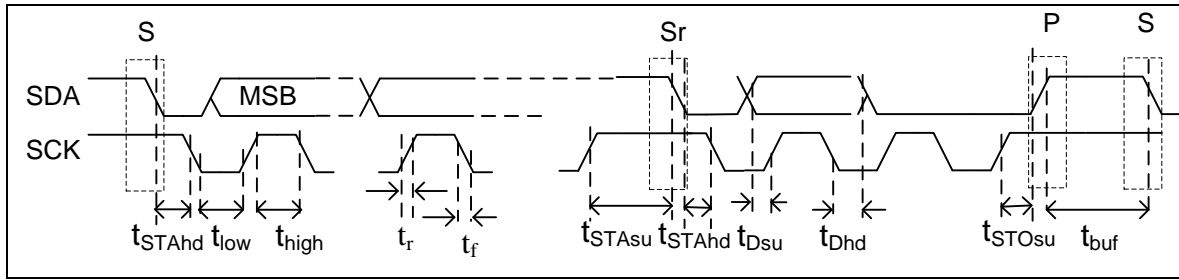 S Sr P S
SDA MSB
SCK
tSTAhd tlow thigh tr tf tSTAsu tSTAhd tDsu tDhd tSTOsu tbuf